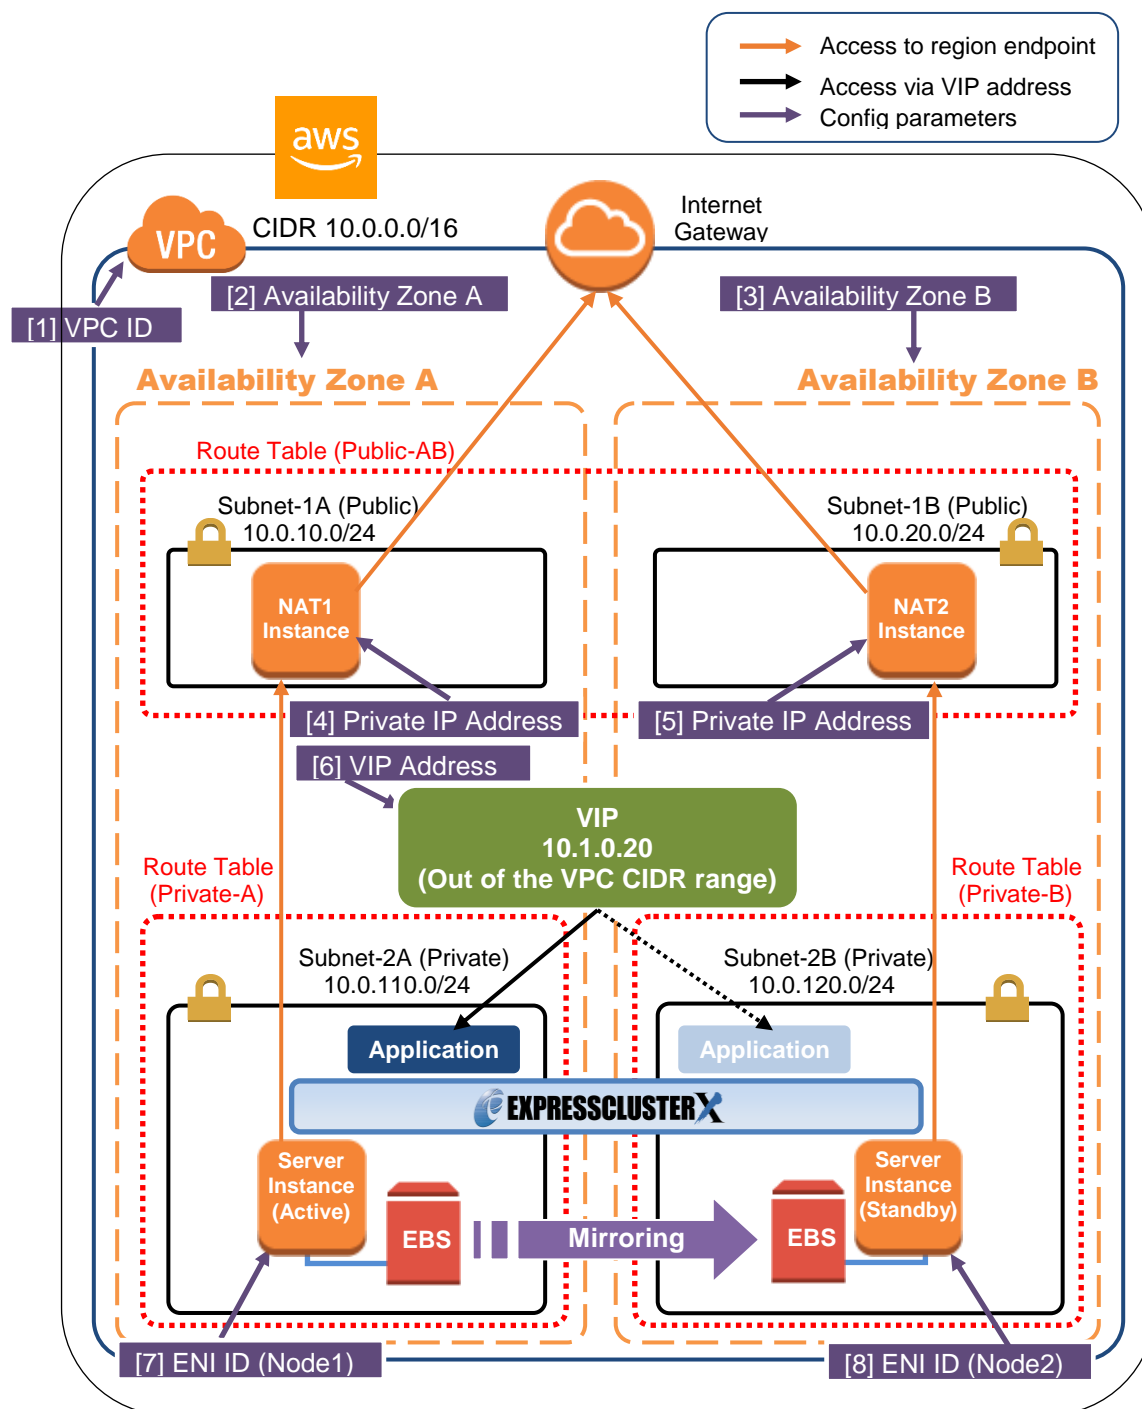 Access to region endpoint
Access via VIP address
Config parameters
aws
VPC
CIDR 10.0.0.0/16
Internet
Gateway
[1] VPC ID
[2] Availability Zone A
[3] Availability Zone B
Availability Zone A
Availability Zone B
Route Table (Public-AB)
Subnet-1A (Public)
10.0.10.0/24
Subnet-1B (Public)
10.0.20.0/24
NAT1
Instance
NAT2
Instance
[4] Private IP Address
[5] Private IP Address
[6] VIP Address
VIP
10.1.0.20
(Out of the VPC CIDR range)
Route Table
(Private-A)
Route Table
(Private-B)
Subnet-2A (Private)
10.0.110.0/24
Subnet-2B (Private)
10.0.120.0/24
Application
Application
EXPRESSCLUSTER X
Server
Instance
(Active)
EBS
Mirroring
EBS
Server
Instance
(Standby)
[7] ENI ID (Node1)
[8] ENI ID (Node2)